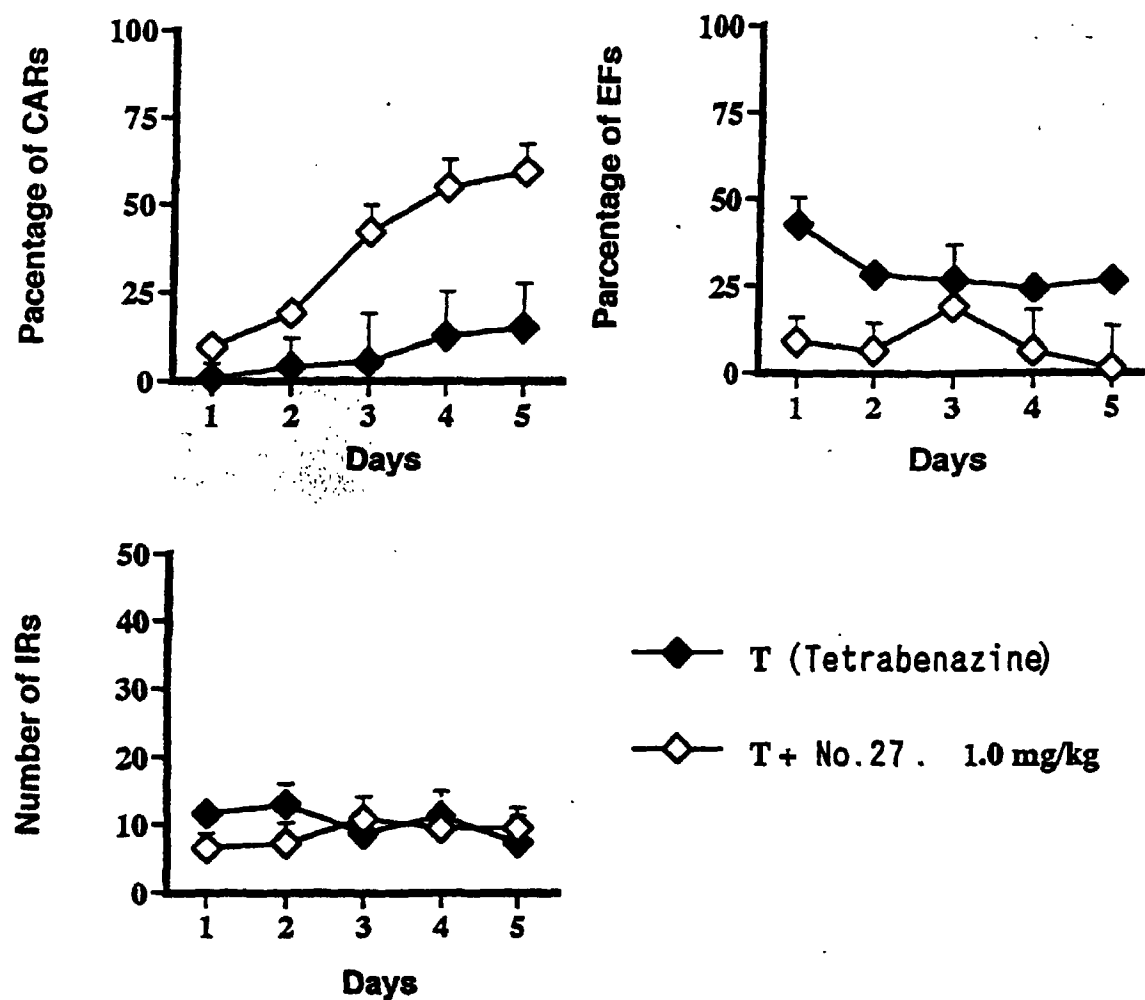 Pacentage of CARs
100
75
50
25
0
1 2 3 4 5
Days
Parcentage of EFs
100
75
50
25
0
1 2 3 4 5
Days
Number of IRs
50
40
30
20
10
0
1 2 3 4 5
Days
T (Tetrabenazine)
T + No.27. 1.0 mg/kg